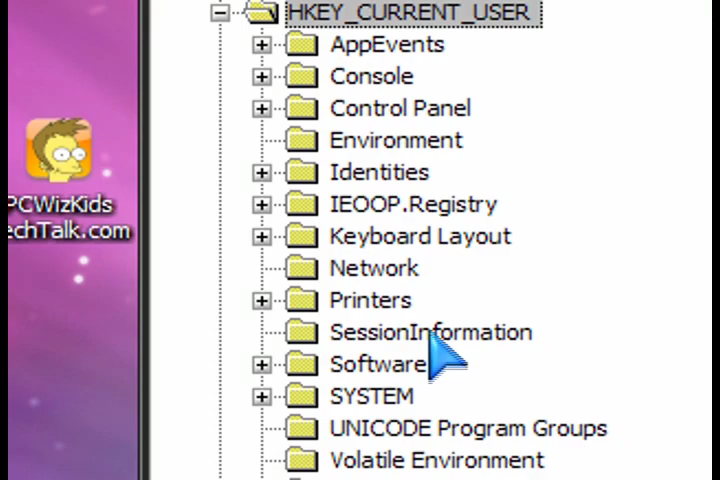 HKEY_CURRENT_USER
AppEvents
Console
Control Panel
Environment
Identities
IEOOP.Registry
Keyboard Layout
Network
Printers
SessionInformation
Software
SYSTEM
UNICODE Program Groups
Volatile Environment
PCWizKids
echTalk.com